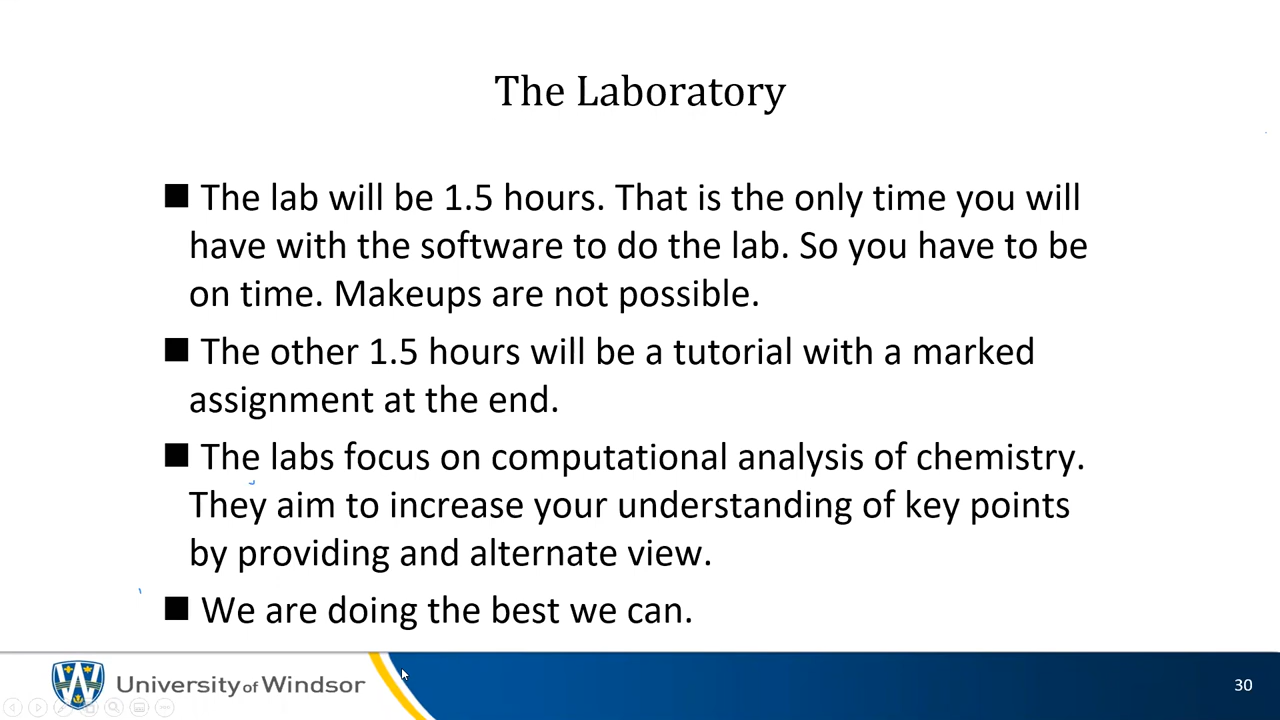 The Laboratory
■ The lab will be 1.5 hours. That is the only time you will
have with the software to do the lab. So you have to be
on time. Makeups are not possible.
■ The other 1.5 hours will be a tutorial with a marked
assignment at the end.
■ The labs focus on computational analysis of chemistry.
They aim to increase your understanding of key points
by providing and alternate view.
■ We are doing the best we can.
University of Windsor
30